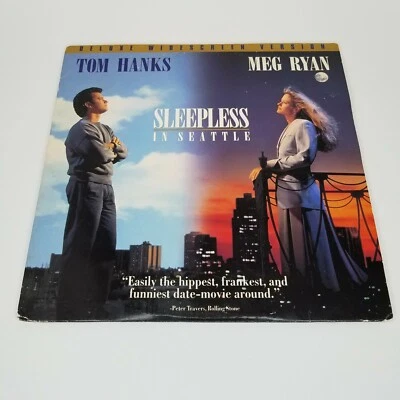 DELUXE WIDESCREEN VERSION
TOM HANKS MEG RYAN
SLEEPLESS
IN SEATTLE
"Easily the hippest, frankest, and
funniest date-movie around."
-Peter Travers, Rolling Stone